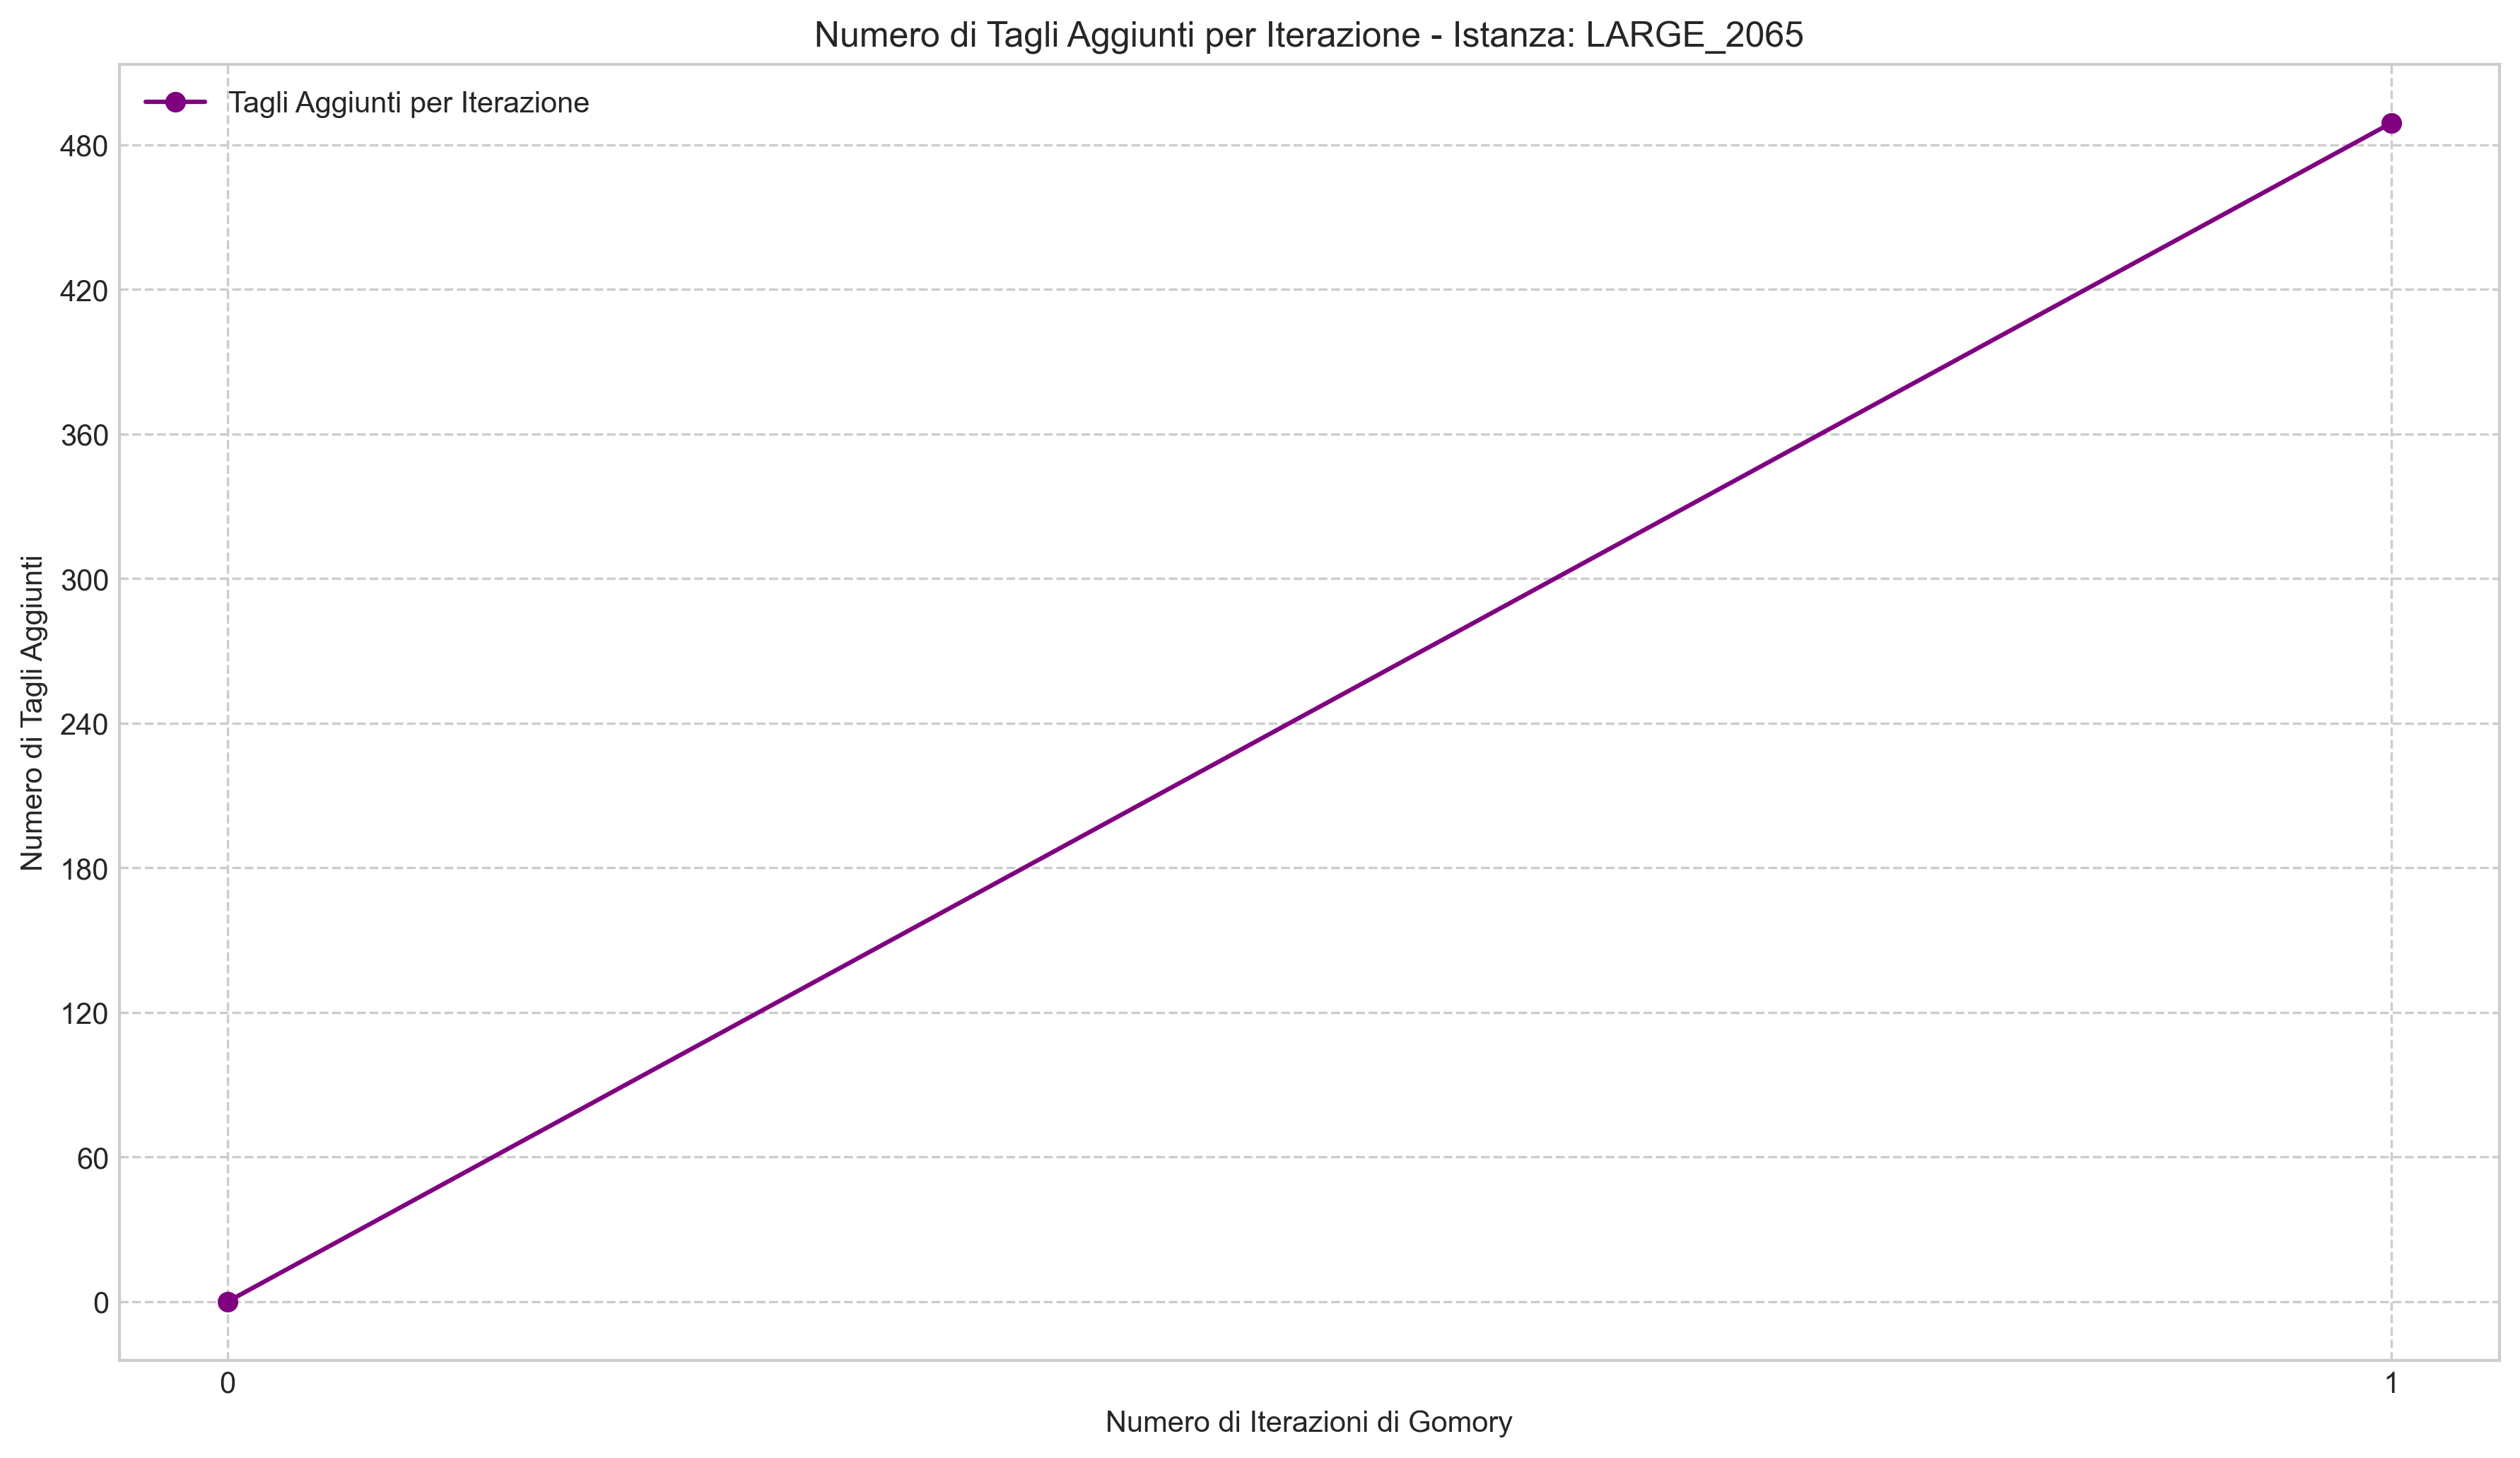 Numero di Tagli Aggiunti per Iterazione - Istanza: LARGE_2065
Tagli Aggiunti per Iterazione
480
420
360
300
240
180
120
60
0
Numero di Tagli Aggiunti
0
1
Numero di Iterazioni di Gomory